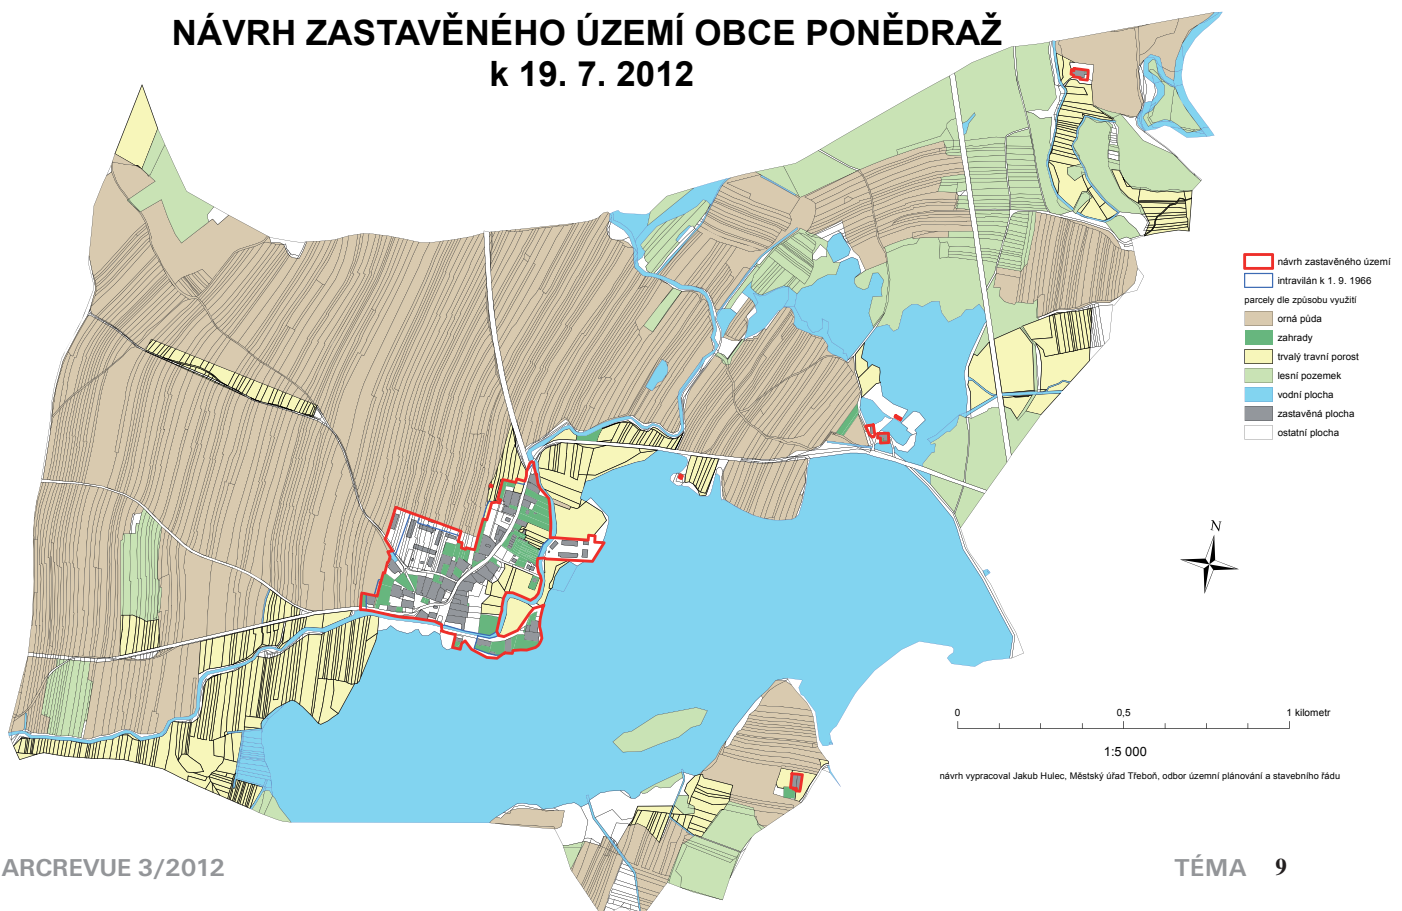 NÁVRH ZASTAVĚNÉHO ÚZEMÍ OBCE PONĚDRAŽ
k 19. 7. 2012
návrh zastavěného území
intravilán k 1. 9. 1966
parcely dle způsobu využití
orná půda
zahrady
trvalý travní porost
lesní pozemek
vodní plocha
zastavěná plocha
ostatní plocha
N
0 0,5 1 kilometr
1:5 000
návrh vypracoval Jakub Hulec, Městský úřad Třeboň, odbor územní plánování a stavebního řádu
ARCREVUE 3/2012
TÉMA 9